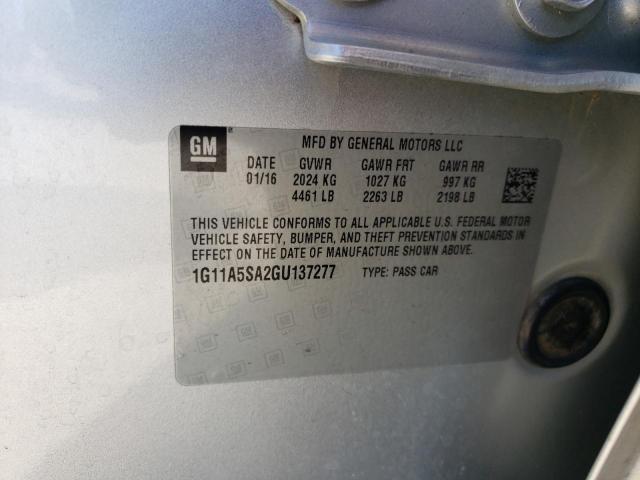 GM
MFD BY GENERAL MOTORS LLC
DATE GVWR GAWR FRT GAWR RR
01/16 2024 KG 1027 KG 997 KG
4461 LB 2263 LB 2198 LB
THIS VEHICLE CONFORMS TO ALL APPLICABLE U.S. FEDERAL MOTOR
VEHICLE SAFETY, BUMPER, AND THEFT PREVENTION STANDARDS IN
EFFECT ON THE DATE OF MANUFACTURE SHOWN ABOVE.
1G11A5SA2GU137277 TYPE: PASS CAR